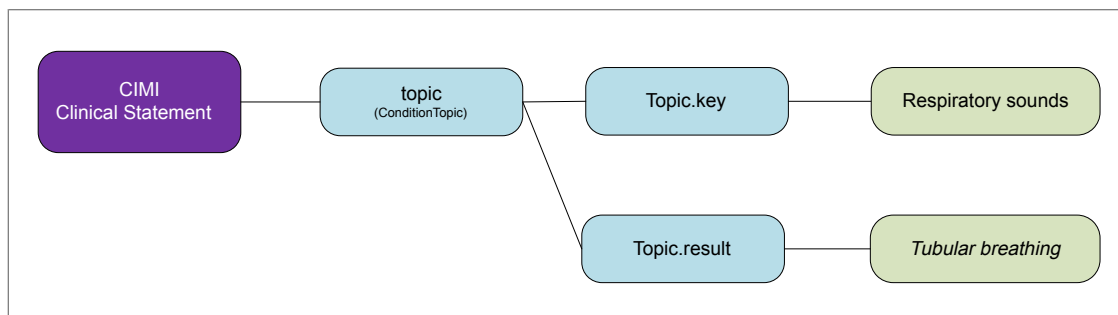 CIMI
Clinical Statement
topic
(ConditionTopic)
Topic.key
Respiratory sounds
Topic.result
Tubular breathing